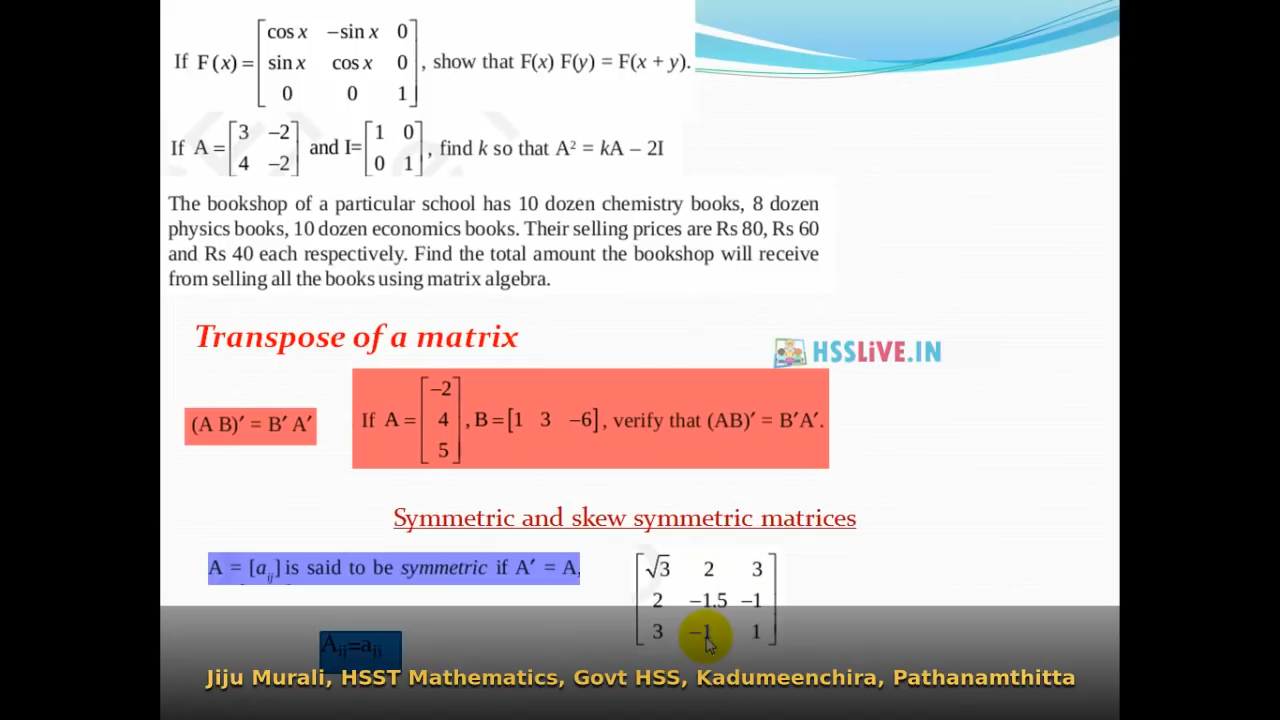 If F(x) = [cos x −sin x 0
sin x cos x 0
0 0 1], show that F(x) F(y) = F(x + y).
If A = [3 −2
4 −2] and I= [1 0
0 1], find k so that A² = kA – 2I
The bookshop of a particular school has 10 dozen chemistry books, 8 dozen
physics books, 10 dozen economics books. Their selling prices are Rs 80, Rs 60
and Rs 40 each respectively. Find the total amount the bookshop will receive
from selling all the books using matrix algebra.
Transpose of a matrix
HSSLiVE.IN
(A B)′ = B′ A′
If A = [−2
4
5], B = [1 3 −6], verify that (AB)′ = B′A′.
Symmetric and skew symmetric matrices
A = [aij] is said to be symmetric if A′ = A,
[√3 2 3
2 −1.5 −1
3 −1 1]
Aij=aji
Jiju Murali, HSST Mathematics, Govt HSS, Kadumeenchira, Pathanamthitta